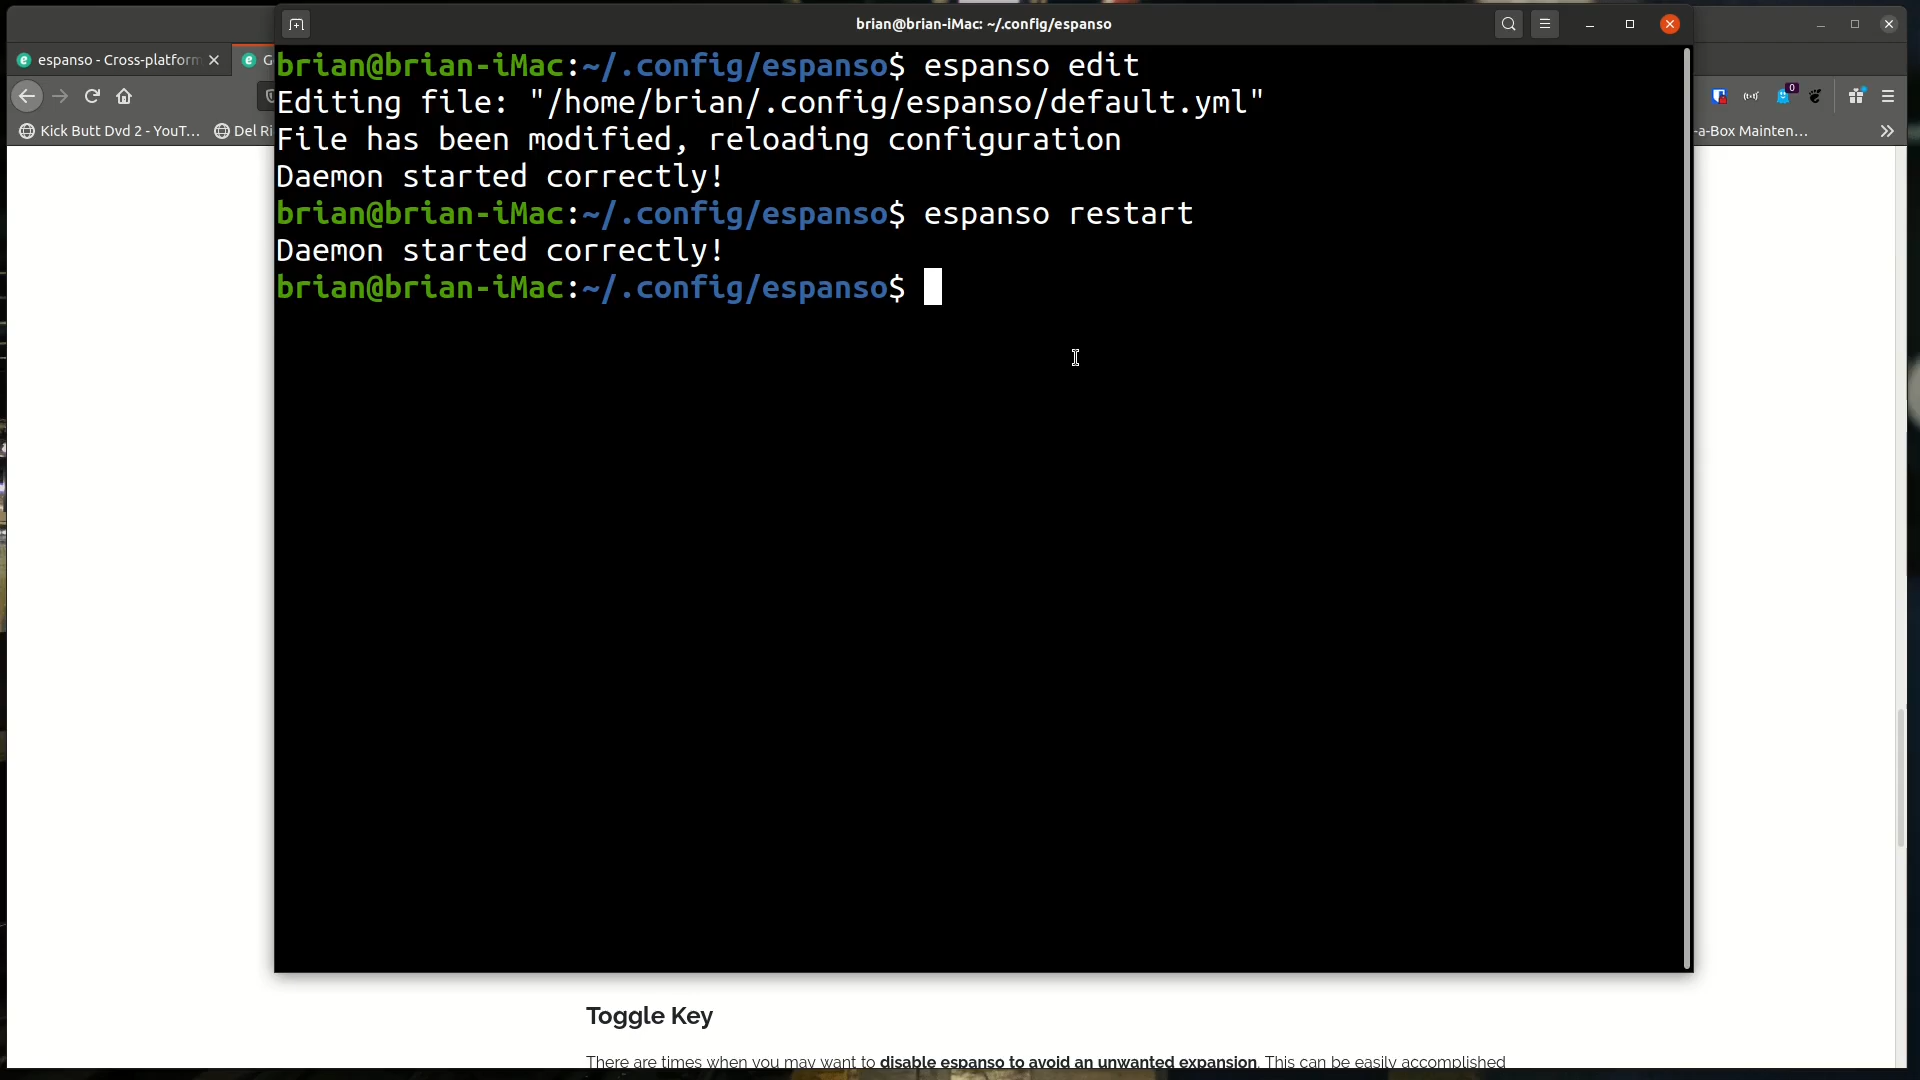 brian@brian-iMac: ~/.config/espanso
espanso - Cross-platform
G
Kick Butt Dvd 2 - YouT...
Del Ri
-a-Box Mainten...
0
brian@brian-iMac:~/.config/espanso$ espanso edit
Editing file: "/home/brian/.config/espanso/default.yml"
File has been modified, reloading configuration
Daemon started correctly!
brian@brian-iMac:~/.config/espanso$ espanso restart
Daemon started correctly!
brian@brian-iMac:~/.config/espanso$
Toggle Key
There are times when you may want to disable espanso to avoid an unwanted expansion. This can be easily accomplished